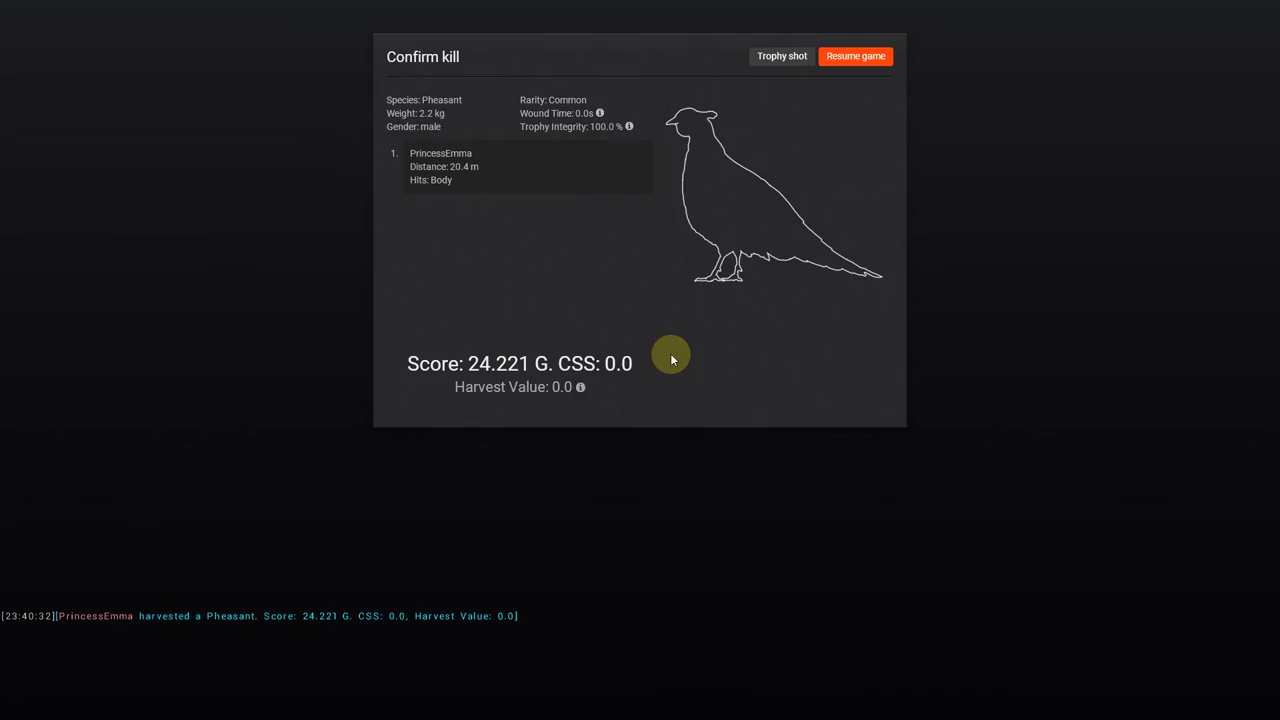 Confirm kill
Trophy shot
Resume game
Species: Pheasant
Weight: 2.2 kg
Gender: male
Rarity: Common
Wound Time: 0.0s
Trophy Integrity: 100.0 %
1.
PrincessEmma
Distance: 20.4 m
Hits: Body
Score: 24.221 G. CSS: 0.0
Harvest Value: 0.0
[23:40:32][PrincessEmma harvested a Pheasant. Score: 24.221 G. CSS: 0.0, Harvest Value: 0.0]